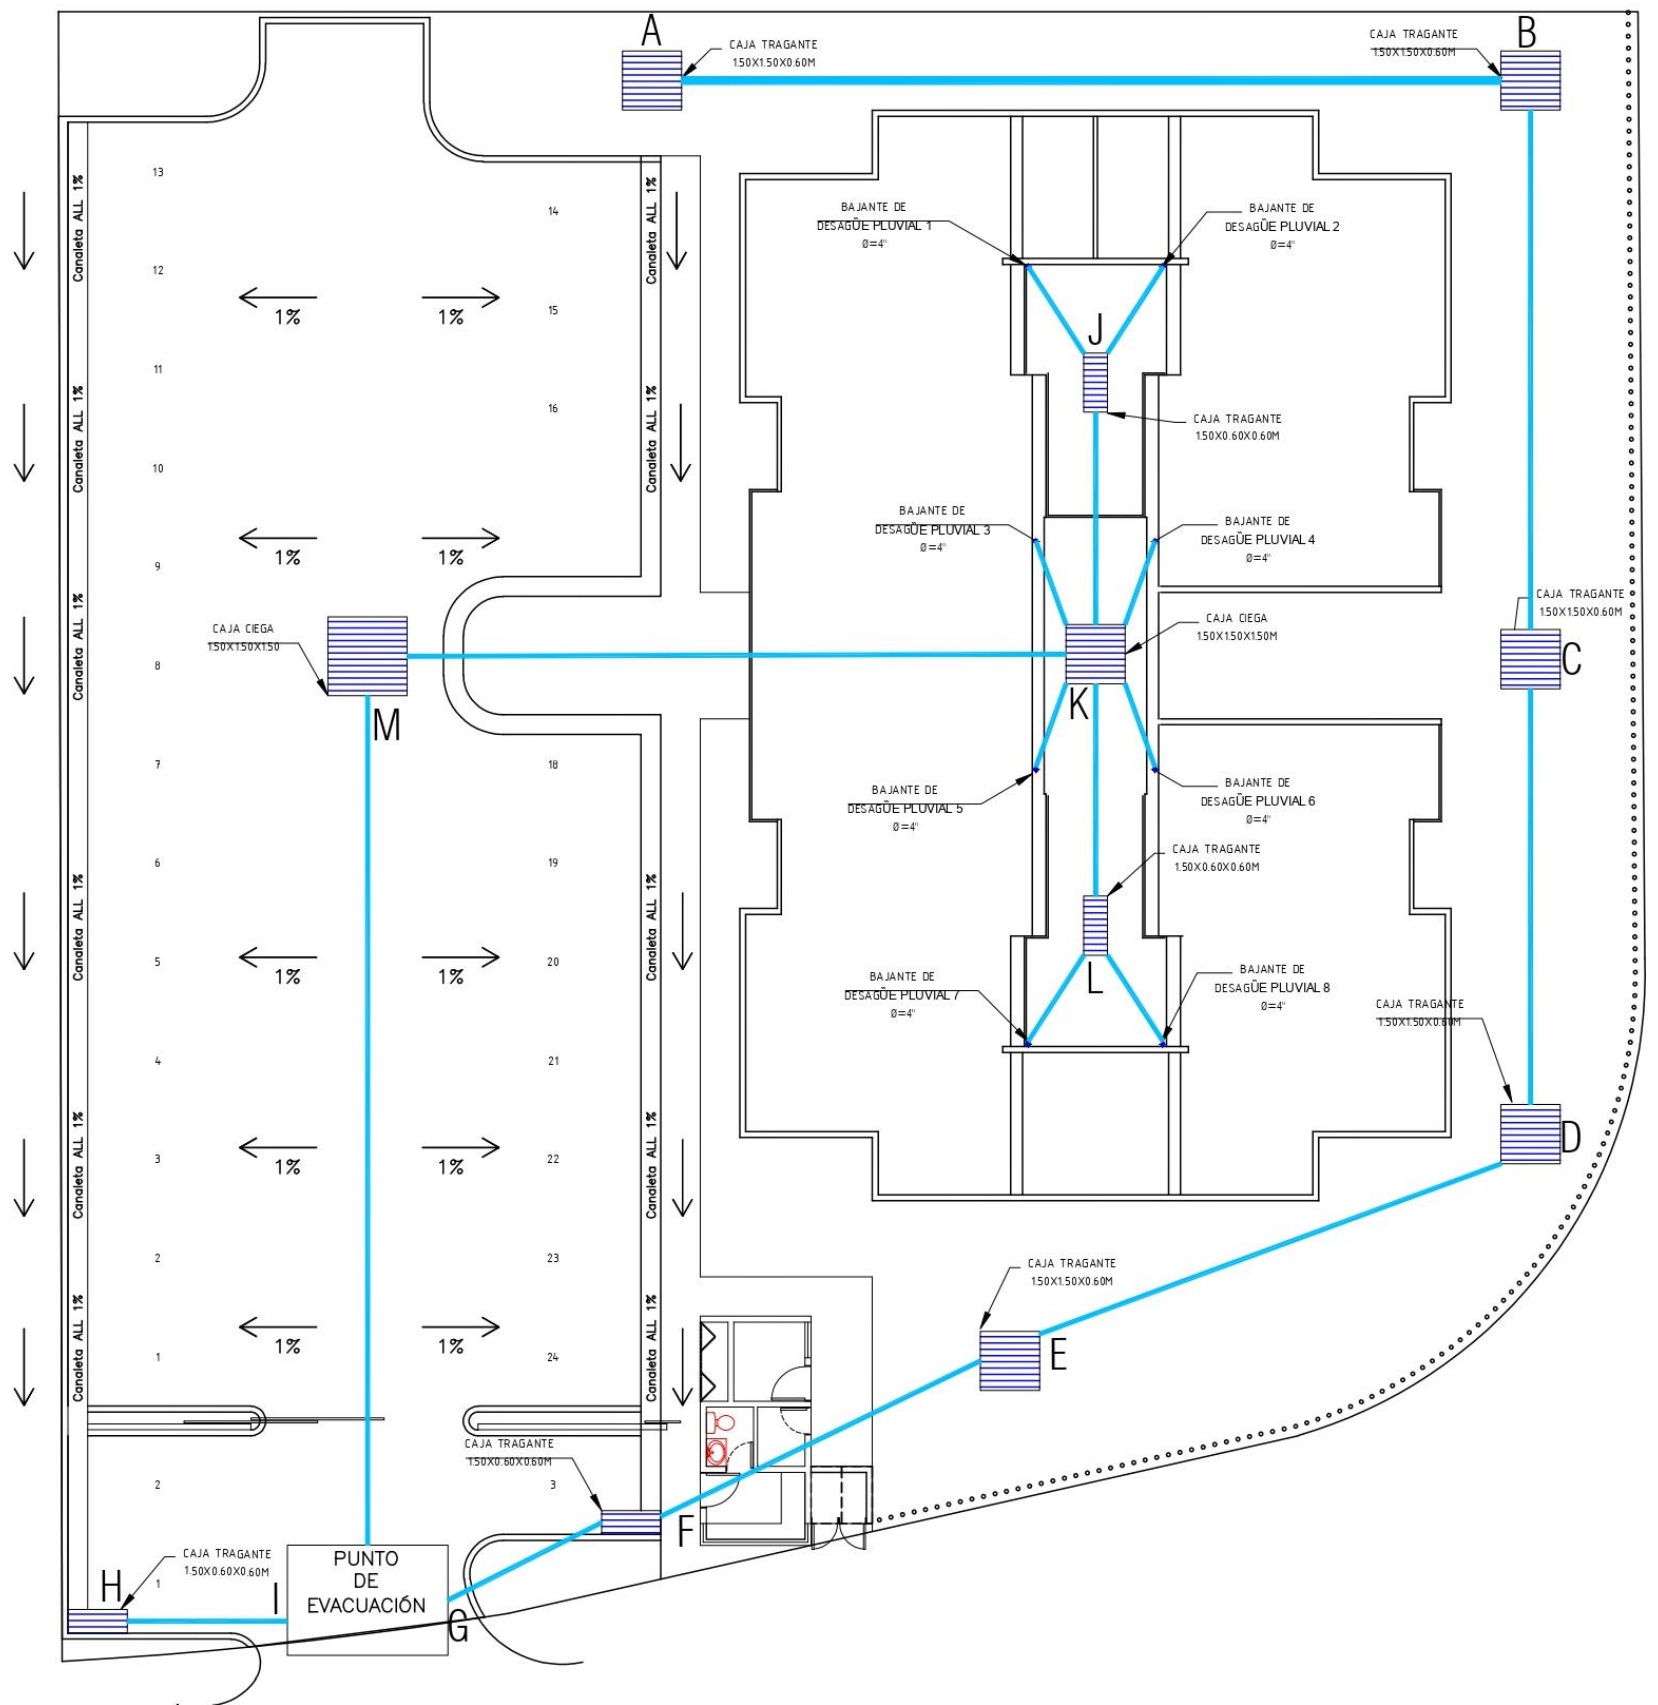 A
CAJA TRAGANTE
1.50X1.50X0.60M
CAJA TRAGANTE
1.50X1.50X0.60M
B
13
14
12
15
11
16
10
9
8
7
18
6
19
5
20
4
21
3
22
2
23
1
24
2
3
1
Canaleta ALL 1%
Canaleta ALL 1%
Canaleta ALL 1%
Canaleta ALL 1%
Canaleta ALL 1%
Canaleta ALL 1%
Canaleta ALL 1%
Canaleta ALL 1%
Canaleta ALL 1%
Canaleta ALL 1%
Canaleta ALL 1%
1%
1%
1%
1%
1%
1%
1%
1%
1%
1%
BAJANTE DE
DESAGÜE PLUVIAL 1
Ø=4"
BAJANTE DE
DESAGÜE PLUVIAL 2
Ø=4"
J
CAJA TRAGANTE
1.50X0.60X0.60M
BAJANTE DE
DESAGÜE PLUVIAL 3
Ø=4"
BAJANTE DE
DESAGÜE PLUVIAL 4
Ø=4"
CAJA CIEGA
1.50X1.50X1.50
M
CAJA CIEGA
1.50X1.50X1.50M
K
CAJA TRAGANTE
1.50X1.50X0.60M
C
BAJANTE DE
DESAGÜE PLUVIAL 5
Ø=4"
BAJANTE DE
DESAGÜE PLUVIAL 6
Ø=4"
CAJA TRAGANTE
1.50X0.60X0.60M
L
BAJANTE DE
DESAGÜE PLUVIAL 7
Ø=4"
BAJANTE DE
DESAGÜE PLUVIAL 8
Ø=4"
CAJA TRAGANTE
1.50X1.50X0.60M
D
CAJA TRAGANTE
1.50X1.50X0.60M
E
CAJA TRAGANTE
1.50X0.60X0.60M
F
CAJA TRAGANTE
1.50X0.60X0.60M
H
I
PUNTO
DE
EVACUACIÓN
G